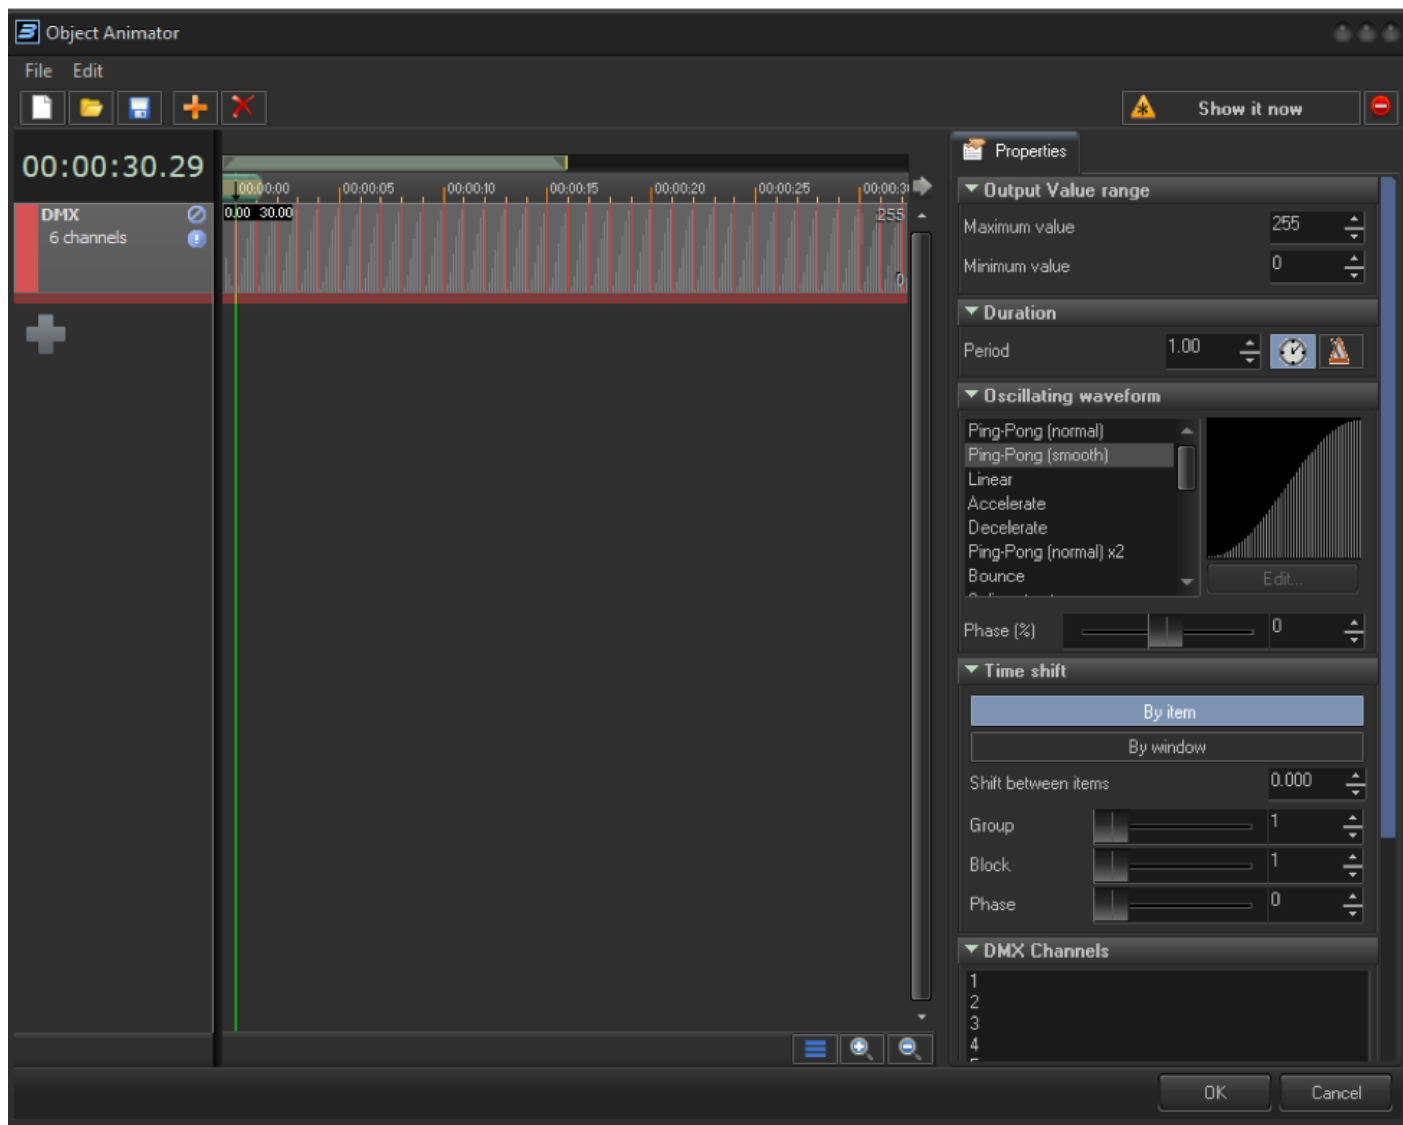 Object Animator
File Edit
Show it now
00:00:30.29
Properties
00:00:00 00:00:05 00:00:10 00:00:15 00:00:20 00:00:25
Output Value range
DMX
6 channels
0.00 30.00
255
0
Maximum value 255
Minimum value 0
Duration
Period 1.00
Oscillating waveform
Ping-Pong (normal)
Ping-Pong (smooth)
Linear
Accelerate
Decelerate
Ping-Pong (normal) x2
Bounce
Edit...
Phase (%) 0
Time shift
By item
By window
Shift between items 0.000
Group 1
Block 1
Phase 0
DMX Channels
1
2
3
4
OK Cancel